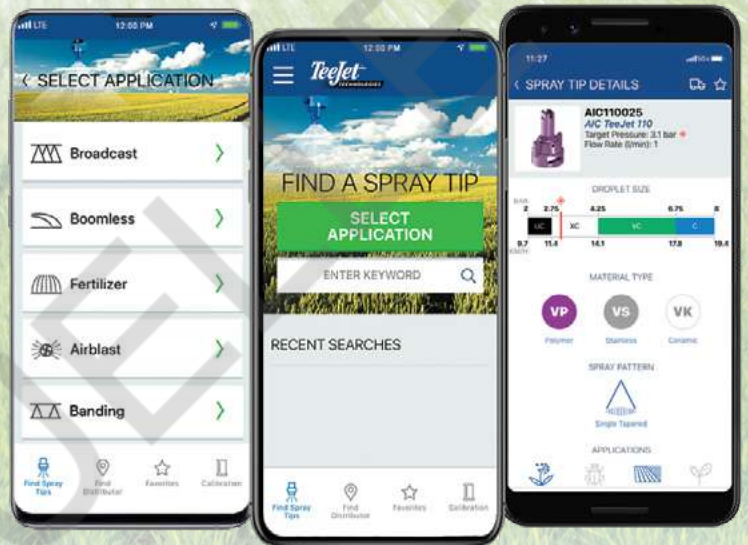 LTE
12:00 PM
SELECT APPLICATION
Broadcast
Boomless
Fertilizer
Airblast
Banding
Find Spray
Tips
Find
Distributor
Favorites
Calibration
LTE
12:00 PM
TeeJet
TECHNOLOGIES
FIND A SPRAY TIP
SELECT
APPLICATION
ENTER KEYWORD
RECENT SEARCHES
Find Spray
Tips
Find
Distributor
Favorites
Calibration
11:27
SPRAY TIP DETAILS
AIC110025
AIC TeeJet 110
Target Pressure: 3.1 bar
Flow Rate (l/min): 1
DROPLET SIZE
BAR
2 2.75 4.25 6.75 8
UC XC VC C
9.7 11.4 14.1 17.8 19.4
KM/H
MATERIAL TYPE
VP VS VK
Polymer Stainless Ceramic
SPRAY PATTERN
Single Tapered
APPLICATIONS